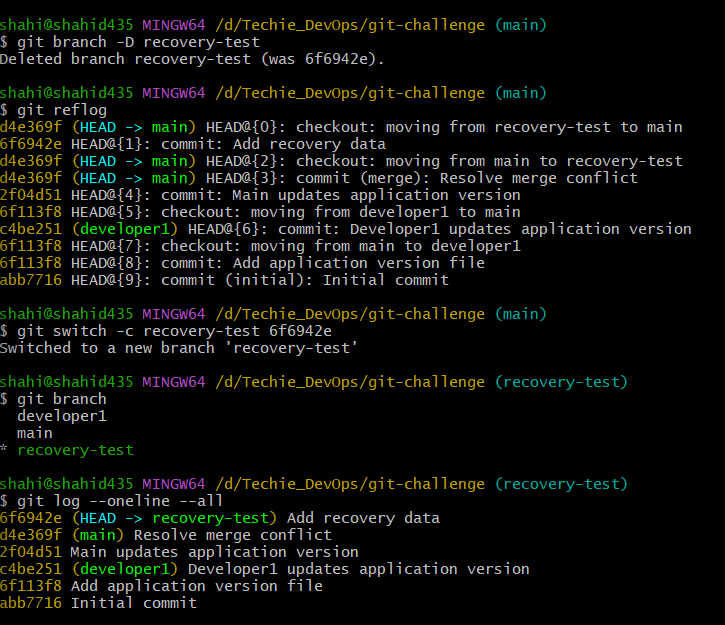 shahi@shahid435 MINGW64 /d/Techie_DevOps/git-challenge (main)
$ git branch -D recovery-test
Deleted branch recovery-test (was 6f6942e).
shahi@shahid435 MINGW64 /d/Techie_DevOps/git-challenge (main)
$ git reflog
d4e369f (HEAD -> main) HEAD@{0}: checkout: moving from recovery-test to main
6f6942e HEAD@{1}: commit: Add recovery data
d4e369f (HEAD -> main) HEAD@{2}: checkout: moving from main to recovery-test
d4e369f (HEAD -> main) HEAD@{3}: commit (merge): Resolve merge conflict
2f04d51 HEAD@{4}: commit: Main updates application version
6f113f8 HEAD@{5}: checkout: moving from developer1 to main
c4be251 (developer1) HEAD@{6}: commit: Developer1 updates application version
6f113f8 HEAD@{7}: checkout: moving from main to developer1
6f113f8 HEAD@{8}: commit: Add application version file
abb7716 HEAD@{9}: commit (initial): Initial commit
shahi@shahid435 MINGW64 /d/Techie_DevOps/git-challenge (main)
$ git switch -c recovery-test 6f6942e
Switched to a new branch 'recovery-test'
shahi@shahid435 MINGW64 /d/Techie_DevOps/git-challenge (recovery-test)
$ git branch
developer1
main
* recovery-test
shahi@shahid435 MINGW64 /d/Techie_DevOps/git-challenge (recovery-test)
$ git log --oneline --all
6f6942e (HEAD -> recovery-test) Add recovery data
d4e369f (main) Resolve merge conflict
2f04d51 Main updates application version
c4be251 (developer1) Developer1 updates application version
6f113f8 Add application version file
abb7716 Initial commit